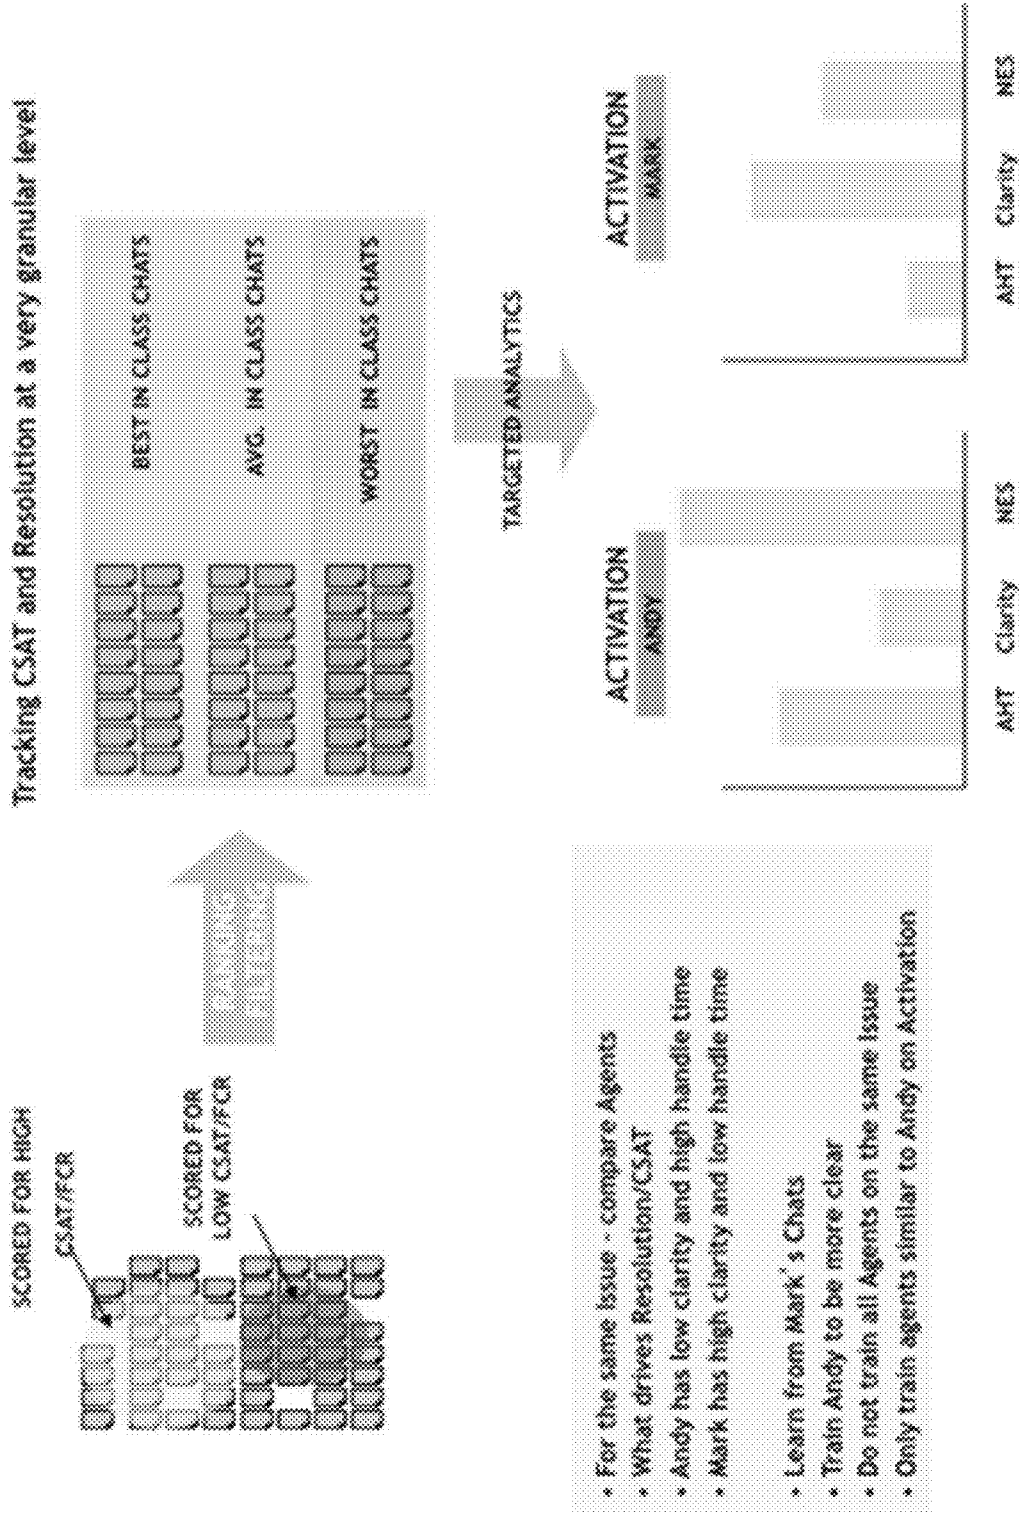 Tracking CSAT and Resolution at a very granular level
SCORED FOR HIGH
CSAT/FCR
SCORED FOR
LOW CSAT/FCR
BEST IN CLASS CHATS
AVG. IN CLASS CHATS
WORST IN CLASS CHATS
TARGETED ANALYTICS
• For the same issue - compare Agents
• What drives Resolution/CSAT
• Andy has low clarity and high handle time
• Mark has high clarity and low handle time
• Learn from Mark's Chats
• Train Andy to be more clear
• Do not train all Agents on the same issue
• Only train agents similar to Andy on Activation
ACTIVATION
ANDY
AHT Clarity NES
ACTIVATION
MARK
AHT Clarity NES